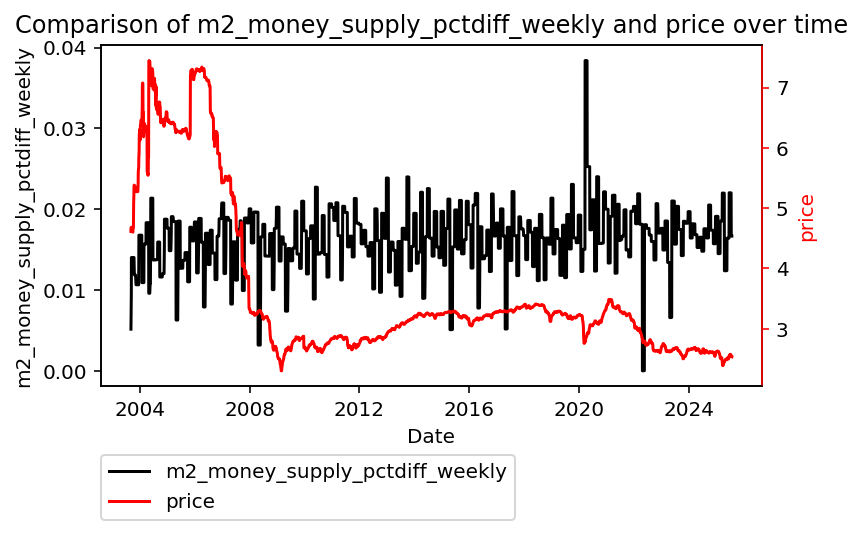 Comparison of m2_money_supply_pctdiff_weekly and price over time
m2_money_supply_pctdiff_weekly
0.04
0.03
0.02
0.01
0.00
7
6
5
4
3
price
2004
2008
2012
2016
2020
2024
Date
m2_money_supply_pctdiff_weekly
price